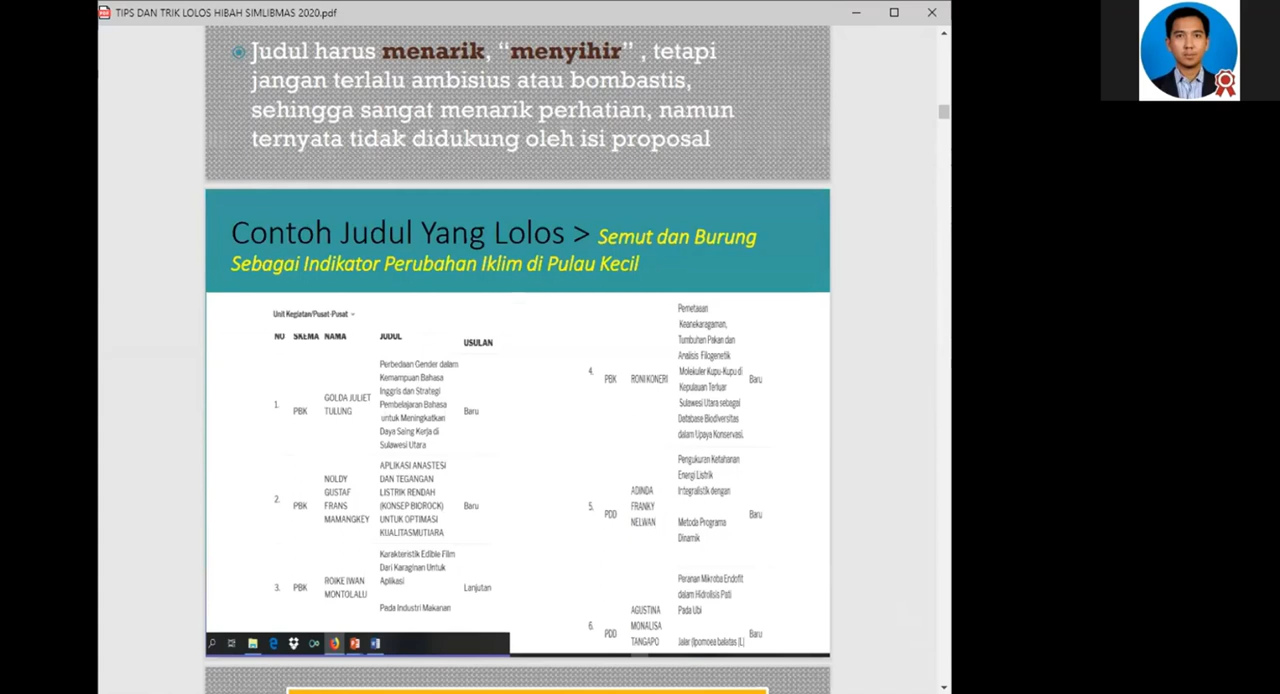 TIPS DAN TRIK LOLOS HIBAH SIMLIBMAS 2020.pdf
Judul harus menarik, “menyihir” , tetapi
jangan terlalu ambisius atau bombastis,
sehingga sangat menarik perhatian, namun
ternyata tidak didukung oleh isi proposal
Contoh Judul Yang Lolos > Semut dan Burung
Sebagai Indikator Perubahan Iklim di Pulau Kecil
Unit Kegiatan/Pusat-Pusat
NO SKEMA NAMA JUDUL USULAN
1. PBK GOLDA JULIET TULUNG
Perbedaan Gender dalam
Kemampuan Bahasa
Inggris dan Strategi
Pembelajaran Bahasa
untuk Meningkatkan
Daya Saing Kerja di
Sulawesi Utara
Baru
2. PBK NOLDY GUSTAF FRANS MAMANGKEY
APLIKASI ANASTESI
DAN TEGANGAN
LISTRIK RENDAH
(KONSEP BIOROCK)
UNTUK OPTIMASI
KUALITASMUTIARA
Baru
3. PBK ROIKE IWAN MONTOLALU
Karakteristik Edible Film
Dari Karaginan Untuk
Aplikasi
Pada Industri Makanan
Lanjutan
4. PBK RONI KONERI
Pemetaaan
Keanekaragaman,
Tumbuhan Pakan dan
Analisis Filogenetik
Molekuler Kupu-Kupu di
Kepulauan Terluar
Sulawesi Utara sebagai
Database Biodiversitas
dalam Upaya Konservasi.
Baru
5. PDD ADINDA FRANKY NELWAN
Pengukuran Ketahanan
Energi Listrik
Integralistik dengan
Metoda Programa
Dinamik
Baru
6. PDD AGUSTINA MONALISA TANGAPO
Peranan Mikroba Endofit
dalam Hidrolisis Pati
Pada Ubi
Jalar (Ipomoea batatas (L)
Baru